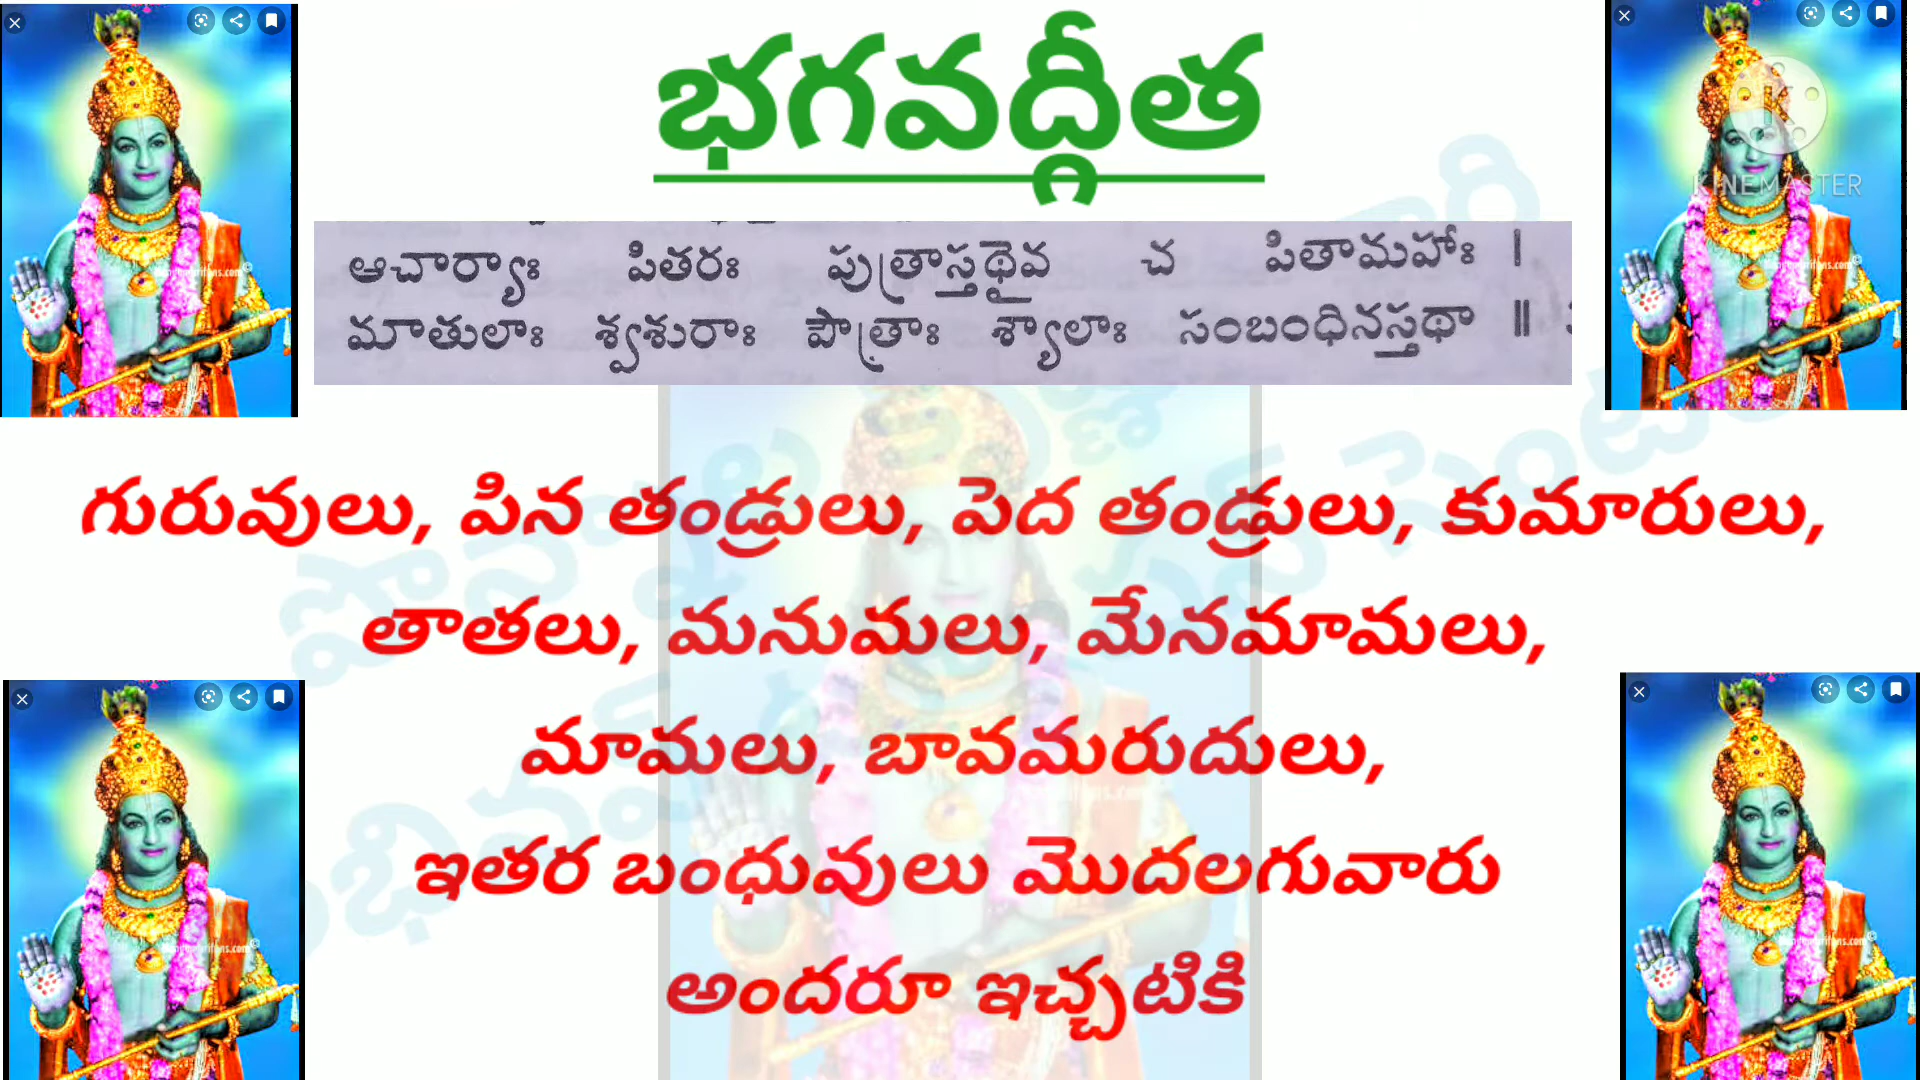 భగవద్గీత
ఆచార్యాః పితరః పుత్రాస్తథైవ చ పితామహాః |
మాతులాః శ్వశురాః పౌత్రాః శ్యాలాః సంబంధినస్తథా ||
గురువులు, పిన తండ్రులు, పెద తండ్రులు, కుమారులు,
తాతలు, మనుమలు, మేనమామలు,
మామలు, బావమరుదులు,
ఇతర బంధువులు మొదలగువారు
అందరూ ఇచ్చటికి
KINEMASTER